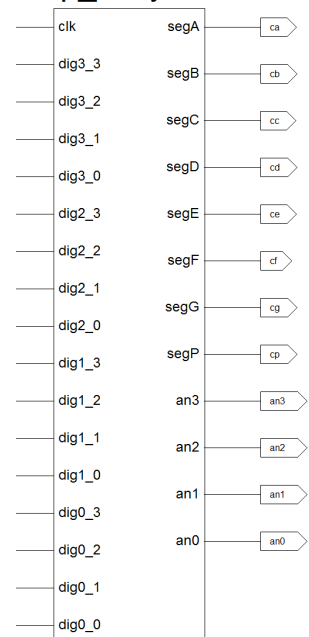 clk segA ca
dig3_3 segB cb
dig3_2 segC cc
dig3_1
dig3_0 segD cd
dig2_3 segE ce
dig2_2 segF cf
dig2_1 segG cg
dig2_0
dig1_3 segP cp
dig1_2 an3 an3
dig1_1 an2 an2
dig1_0 an1 an1
dig0_3
dig0_2 an0 an0
dig0_1
dig0_0